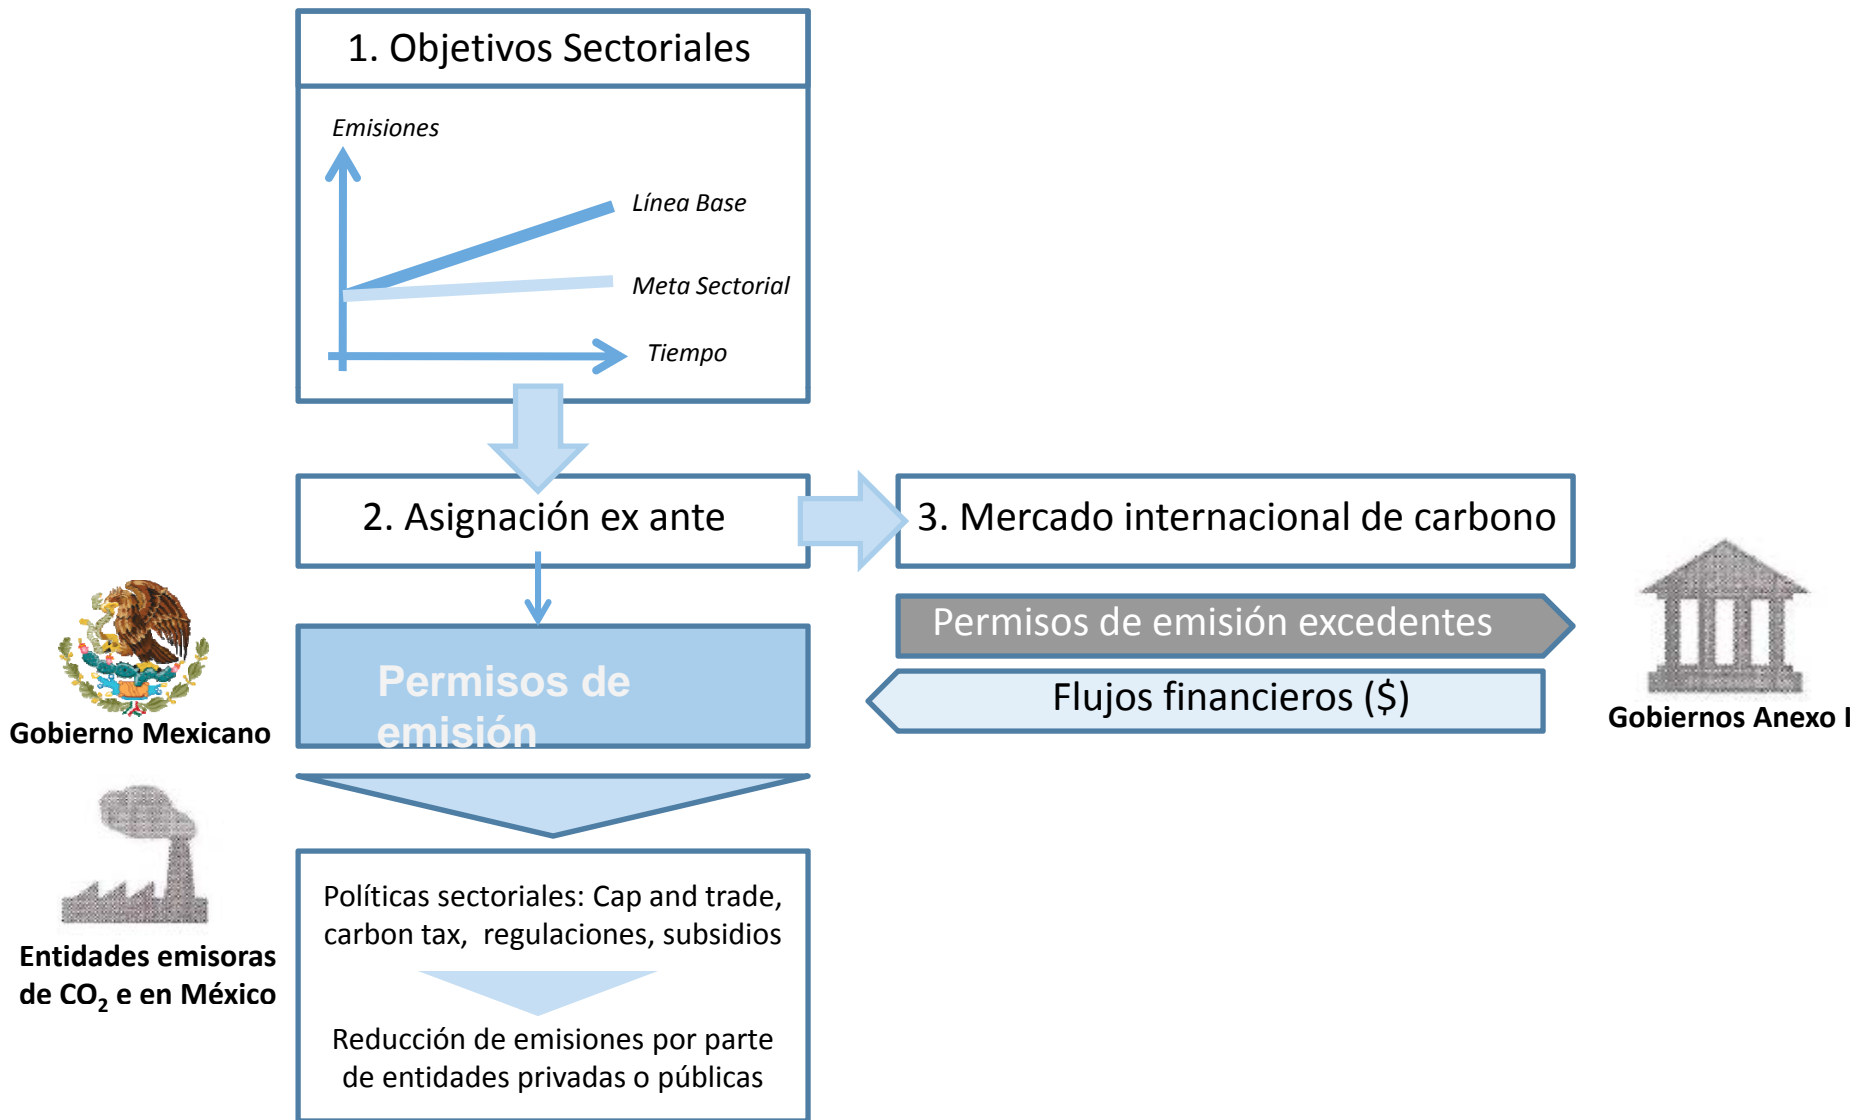 1. Objetivos Sectoriales
Emisiones
Línea Base
Meta Sectorial
Tiempo
2. Asignación ex ante
3. Mercado internacional de carbono
Permisos de emisión excedentes
Flujos financieros ($)
Gobiernos Anexo I
Gobierno Mexicano
Permisos de
emisión
Entidades emisoras
de CO₂ e en México
Políticas sectoriales: Cap and trade,
carbon tax, regulaciones, subsidios
Reducción de emisiones por parte
de entidades privadas o públicas